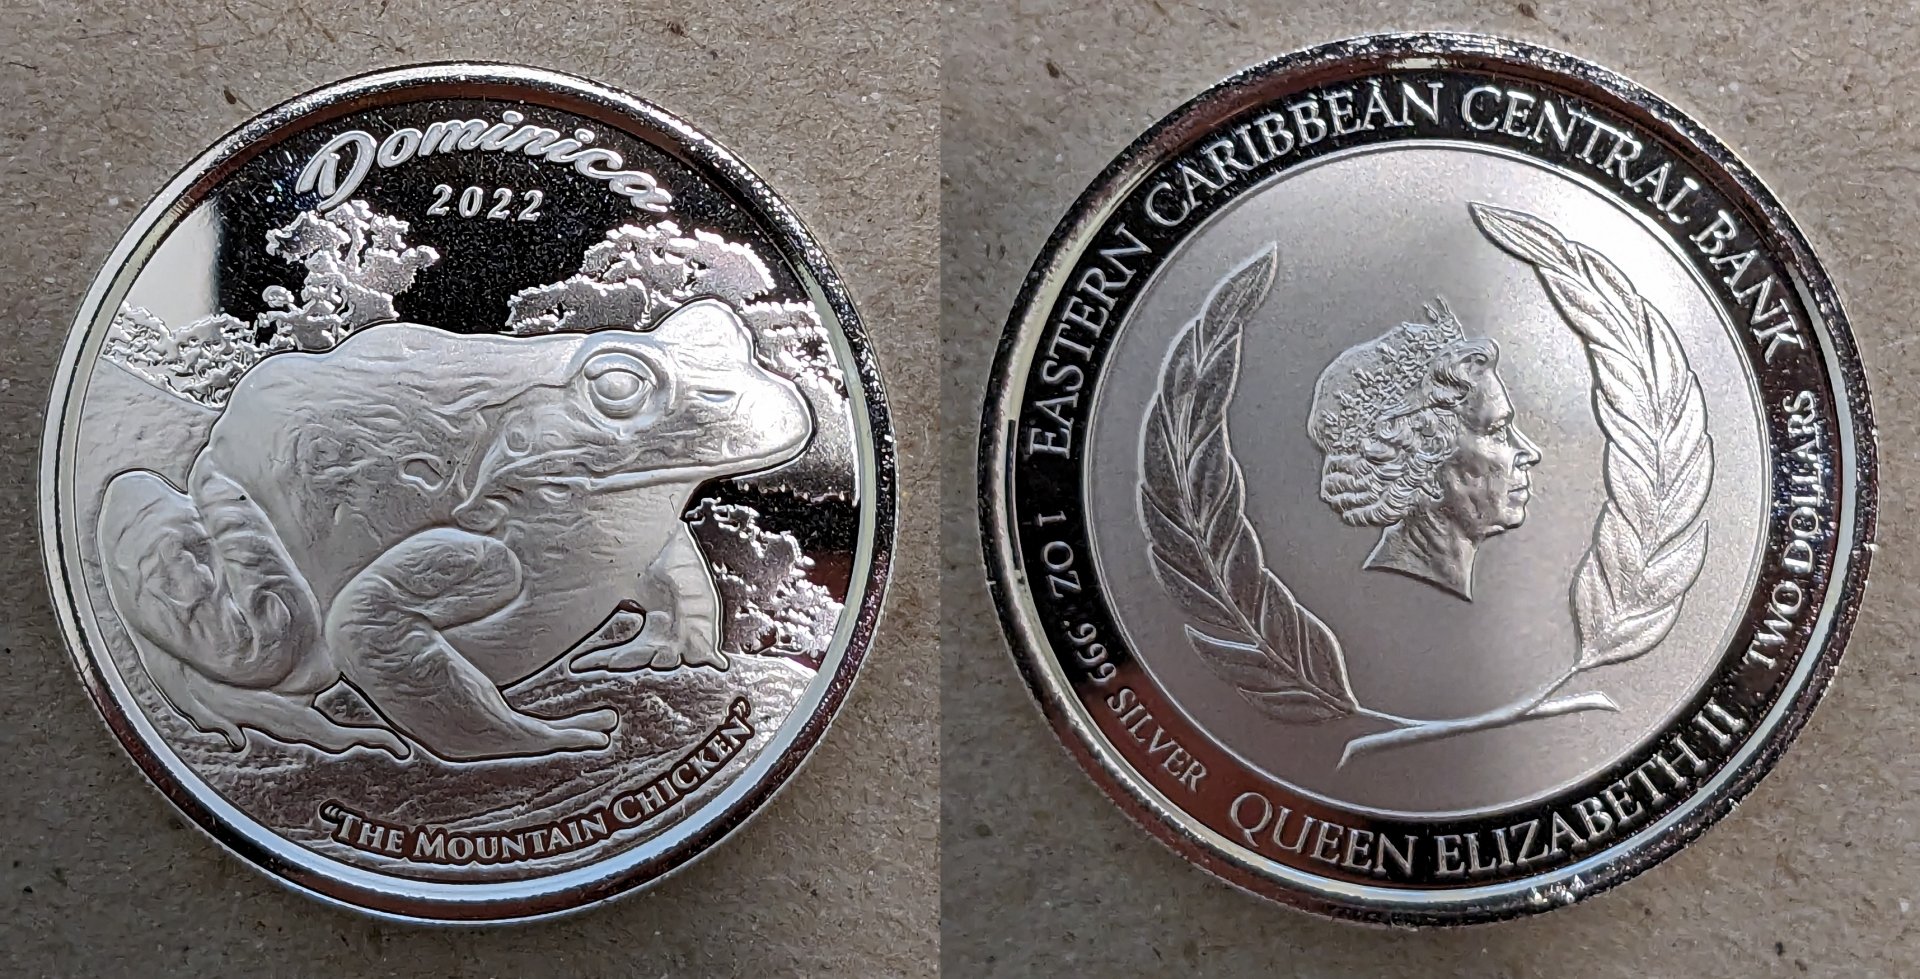 Dominica
2022
“THE MOUNTAIN CHICKEN”
EASTERN CARIBBEAN CENTRAL BANK
1 OZ .999 SILVER
QUEEN ELIZABETH II
TWO DOLLARS